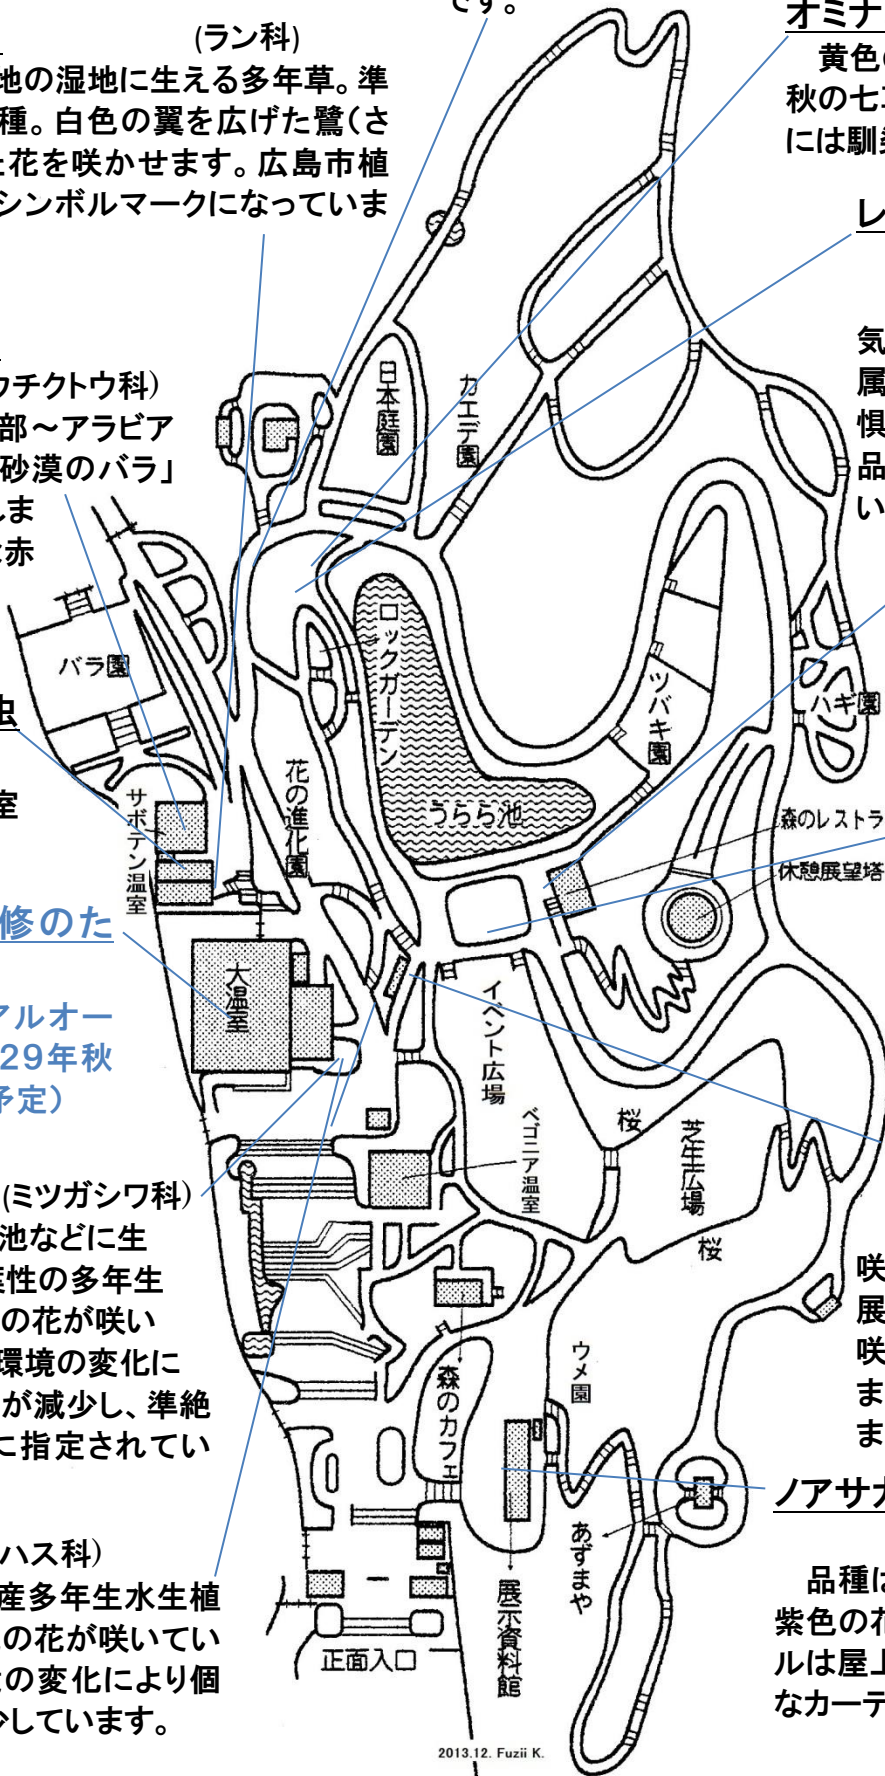 です。
(ラン科)
地の湿地に生える多年草。準
種。白色の翼を広げた鷺(さ
た花を咲かせます。広島市植
シンボルマークになっていま
オミナ
黄色の
秋の七
には馴
レ
気
属
惧
品
い
ウチクトウ科)
部～アラビア
砂漠のバラ」
しま
赤
虫
室
修のた
アルオー
29年秋
予定)
(ミツガシワ科)
池などに生
葉性の多年生
の花が咲い
環境の変化に
が減少し、準絶
に指定されてい
ハス科)
産多年生水生植
の花が咲いてい
の変化により個
少しています。
咲
展
咲
ま
ま
ノアサガ
品種は
紫色の花
ルは屋上
なカーテ
日本庭園
カエデ園
ロックガーデン
バラ園
ツバキ園
ハギ園
花の進化園
うらら池
サボテン温室
森のレストラ
休憩展望塔
大温室
イベント広場
桜
芝生広場
ベゴニア温室
桜
ウメ園
森のカフェ
あずまや
展示資料館
正面入口
2013.12. Fuzii K.